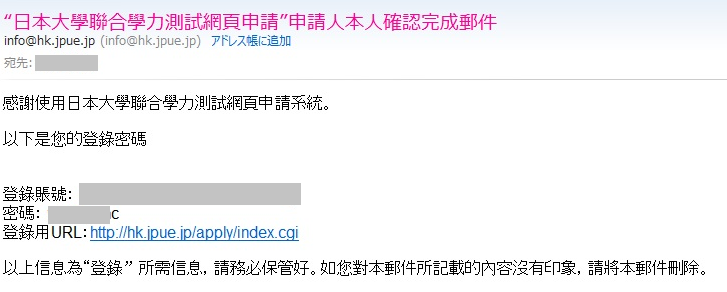 “日本大學聯合學力測試網頁申請”申請人本人確認完成郵件
info@hk.jpue.jp (info@hk.jpue.jp) アドレス帳に追加
宛先:
感謝使用日本大學聯合學力測試網頁申請系統。
以下是您的登錄密碼
登錄賬號:
密碼: c
登錄用URL:http://hk.jpue.jp/apply/index.cgi
以上信息為“登錄” 所需信息, 請務必保管好。如您對本郵件所記載的內容沒有印象, 請將本郵件刪除。